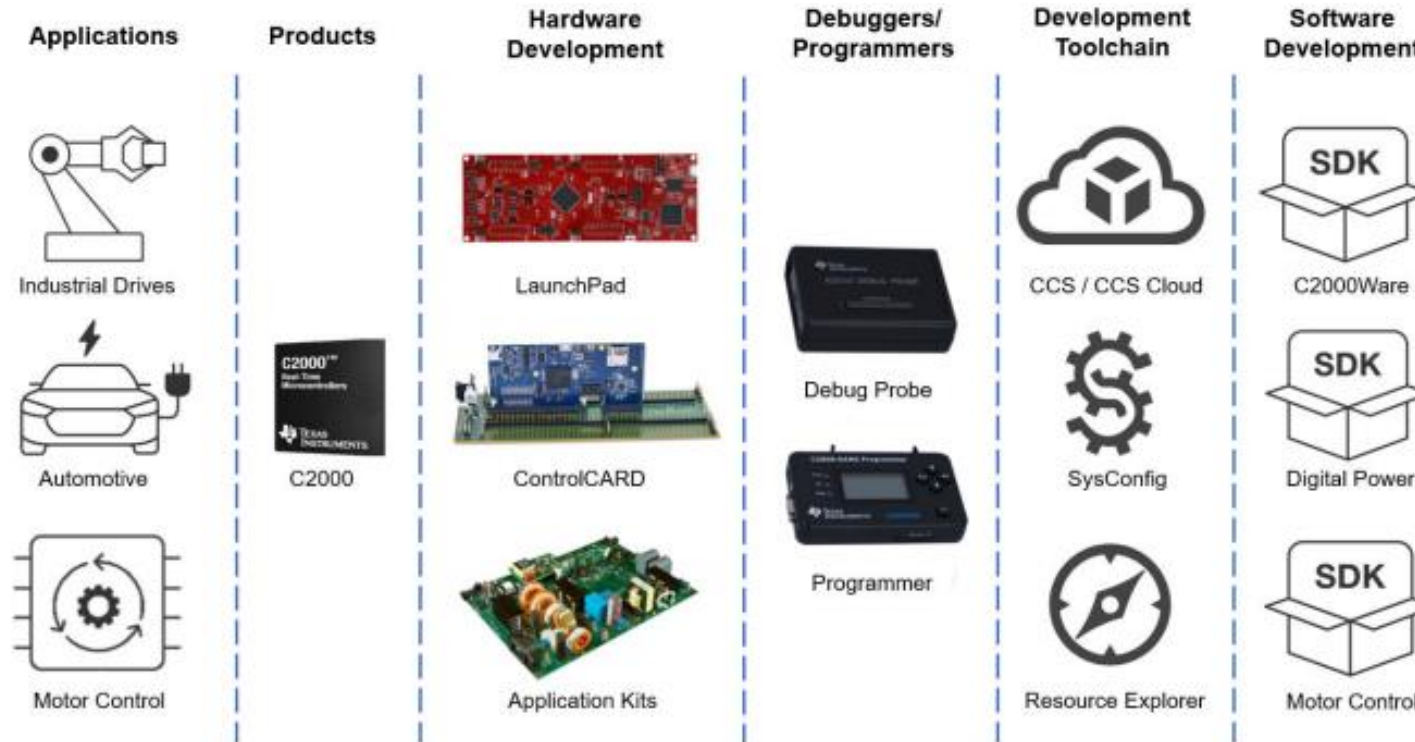 Applications
Products
Hardware
Development
Debuggers/
Programmers
Development
Toolchain
Software
Development
Industrial Drives
Automotive
Motor Control
C2000™
Real-Time
Microcontrollers
TEXAS
INSTRUMENTS
C2000
LaunchPad
ControlCARD
Application Kits
Debug Probe
Programmer
CCS / CCS Cloud
SysConfig
Resource Explorer
SDK
C2000Ware
SDK
Digital Power
SDK
Motor Control